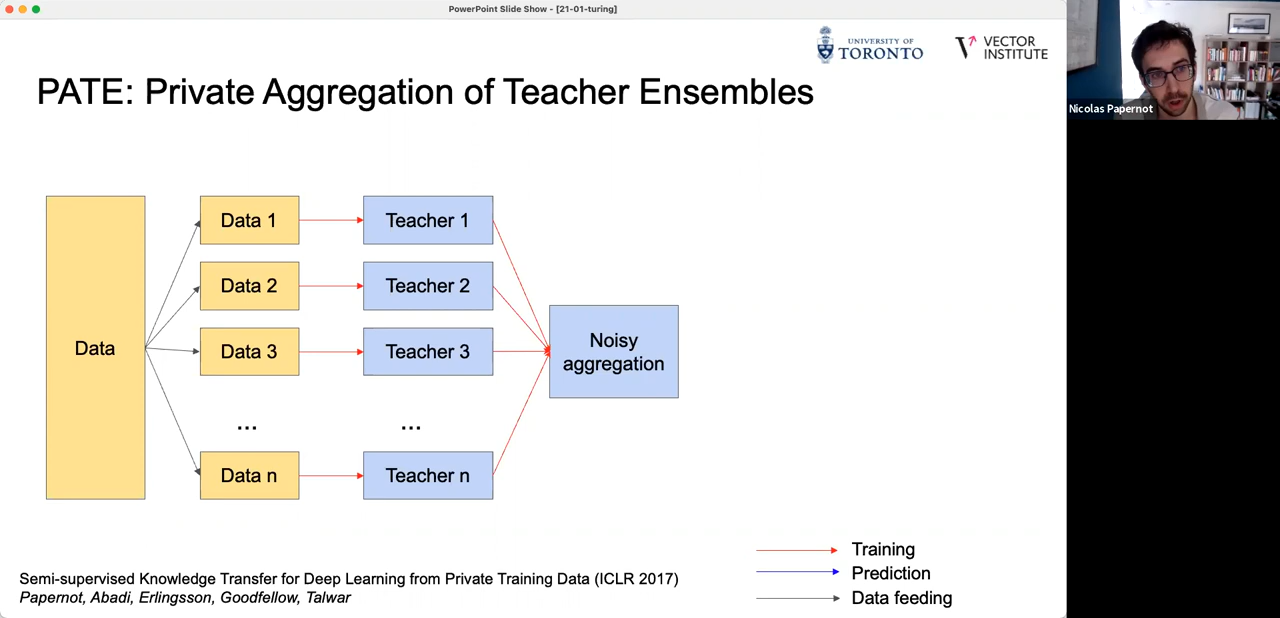 PowerPoint Slide Show - [21-01-turing]
UNIVERSITY OF
TORONTO
VECTOR
INSTITUTE
PATE: Private Aggregation of Teacher Ensembles
Nicolas Papernot
Data
Data 1
Teacher 1
Data 2
Teacher 2
Data 3
Teacher 3
...
...
Data n
Teacher n
Noisy
aggregation
Training
Prediction
Data feeding
Semi-supervised Knowledge Transfer for Deep Learning from Private Training Data (ICLR 2017)
Papernot, Abadi, Erlingsson, Goodfellow, Talwar